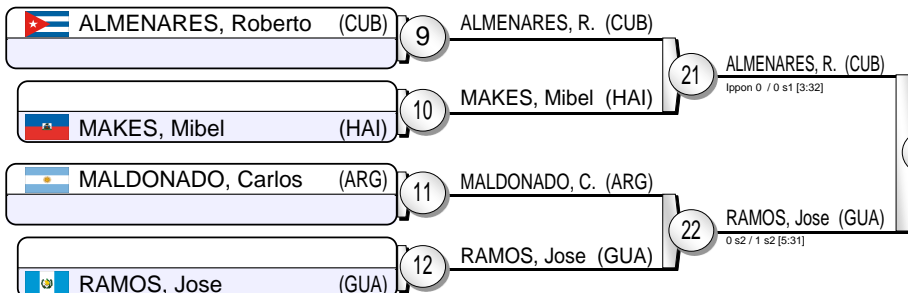 ALMENARES, Roberto (CUB)
9
ALMENARES, R. (CUB)
21
ALMENARES, R. (CUB)
Ippon 0 / 0 s1 [3:32]
MAKES, Mibel (HAI)
10
MAKES, Mibel (HAI)
MALDONADO, Carlos (ARG)
11
MALDONADO, C. (ARG)
22
RAMOS, Jose (GUA)
0 s2 / 1 s2 [5:31]
RAMOS, Jose (GUA)
12
RAMOS, Jose (GUA)